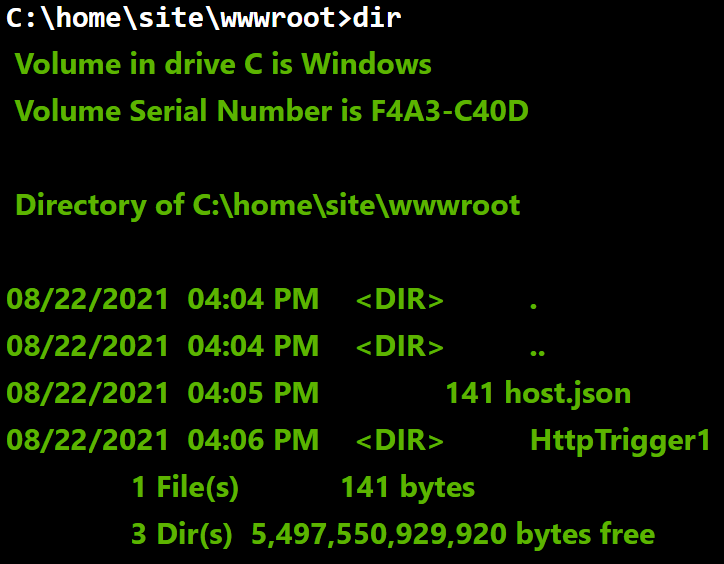 C:\home\site\wwwroot>dir
Volume in drive C is Windows
Volume Serial Number is F4A3-C40D
Directory of C:\home\site\wwwroot
08/22/2021 04:04 PM <DIR> .
08/22/2021 04:04 PM <DIR> ..
08/22/2021 04:05 PM 141 host.json
08/22/2021 04:06 PM <DIR> HttpTrigger1
1 File(s) 141 bytes
3 Dir(s) 5,497,550,929,920 bytes free